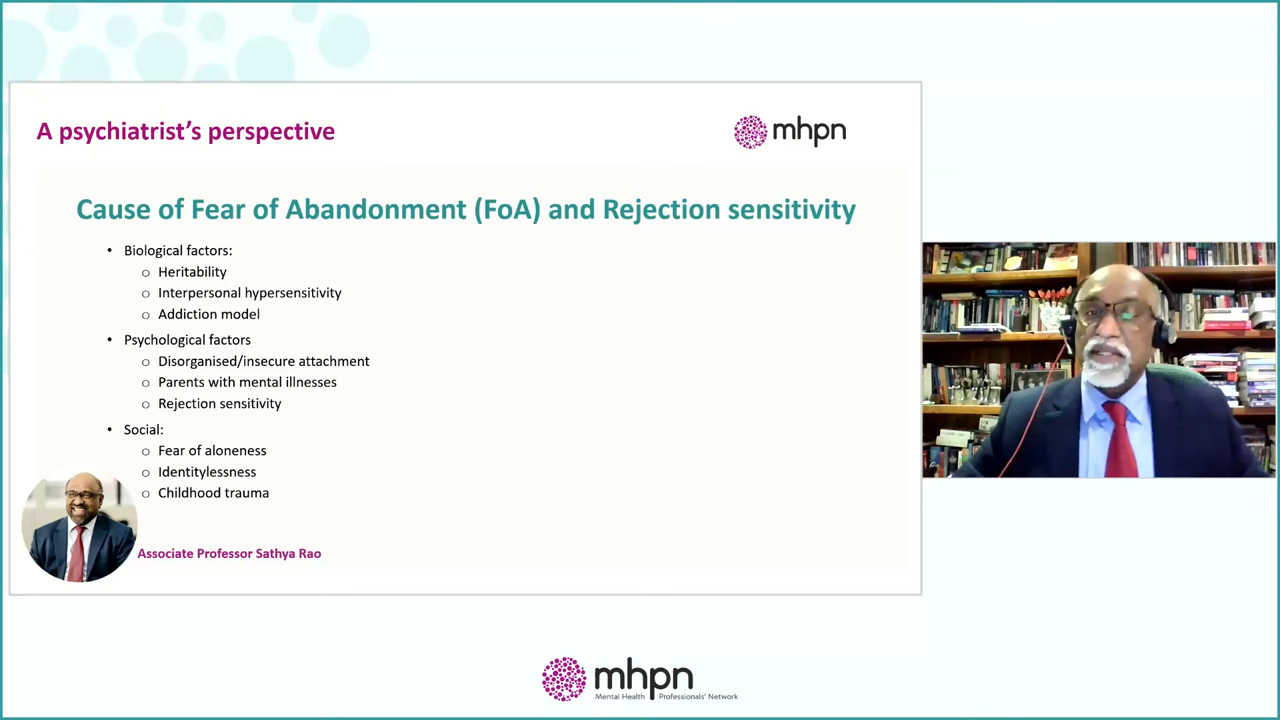 A psychiatrist's perspective
mhpn
Cause of Fear of Abandonment (FoA) and Rejection sensitivity
• Biological factors:
o Heritability
o Interpersonal hypersensitivity
o Addiction model
• Psychological factors
o Disorganised/insecure attachment
o Parents with mental illnesses
o Rejection sensitivity
• Social:
o Fear of aloneness
o Identitylessness
o Childhood trauma
Associate Professor Sathya Rao
mhpn
Mental Health Professionals' Network